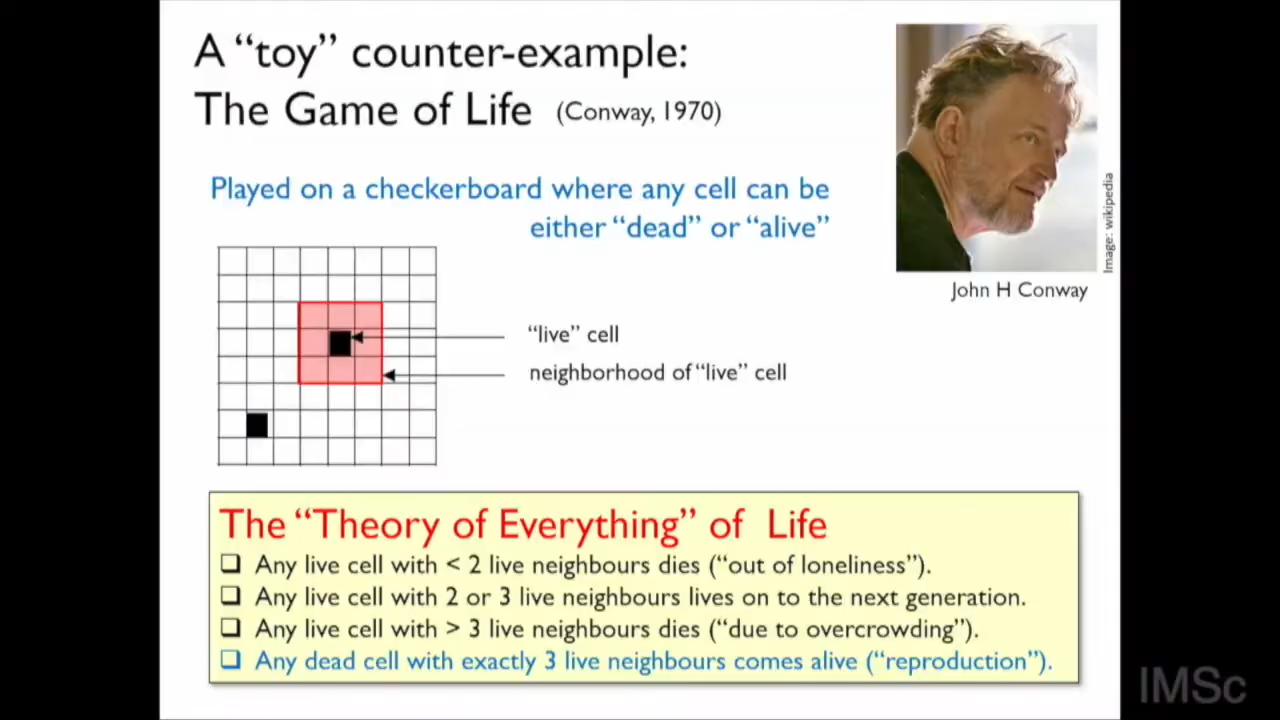 A “toy” counter-example:
The Game of Life (Conway, 1970)
Played on a checkerboard where any cell can be
either “dead” or “alive”
Image: wikipedia
John H Conway
“live” cell
neighborhood of “live” cell
The “Theory of Everything” of Life
Any live cell with < 2 live neighbours dies (“out of loneliness”).
Any live cell with 2 or 3 live neighbours lives on to the next generation.
Any live cell with > 3 live neighbours dies (“due to overcrowding”).
Any dead cell with exactly 3 live neighbours comes alive (“reproduction”).
IMSc